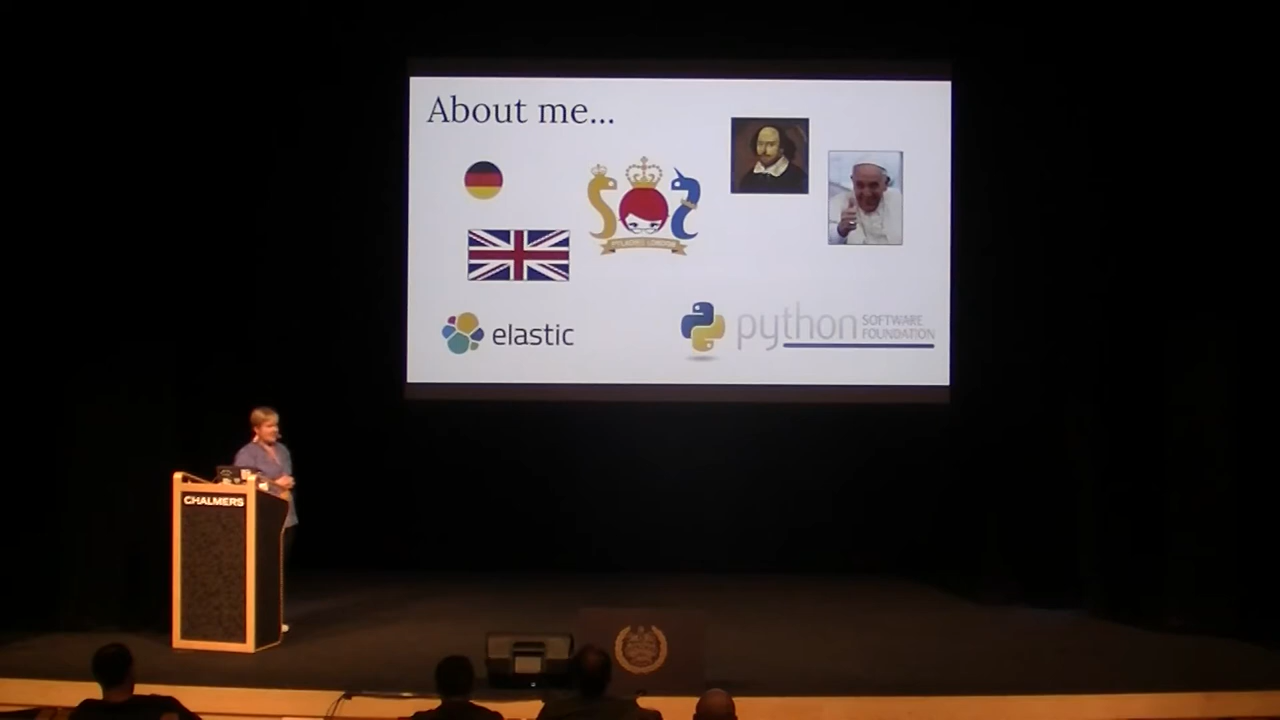 About me...
PYLADIES LONDON
elastic
python
SOFTWARE
FOUNDATION
CHALMERS